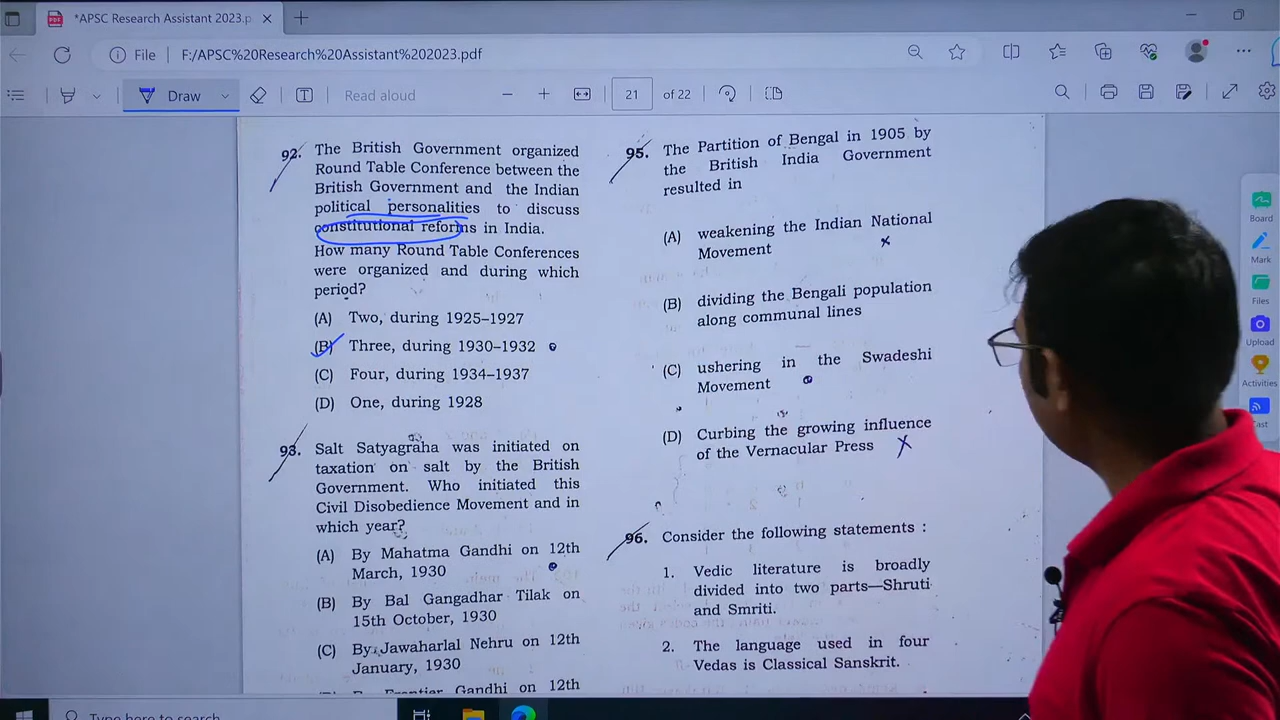 *APSC Research Assistant 2023.p
File
F:/APSC%20Research%20Assistant%202023.pdf
Draw
Read aloud
21
of 22
92. The British Government organized
Round Table Conference between the
British Government and the Indian
political personalities to discuss
constitutional reforms in India.
How many Round Table Conferences
were organized and during which
period?
(A) Two, during 1925–1927
(B) Three, during 1930–1932
(C) Four, during 1934–1937
(D) One, during 1928
93. Salt Satyagraha was initiated on
taxation on salt by the British
Government. Who initiated this
Civil Disobedience Movement and in
which year?
(A) By Mahatma Gandhi on 12th
March, 1930
(B) By Bal Gangadhar Tilak on
15th October, 1930
(C) By Jawaharlal Nehru on 12th
January, 1930
Frontier Gandhi on 12th
95. The Partition of Bengal in 1905 by
the British India Government
resulted in
(A) weakening the Indian National
Movement
(B) dividing the Bengali population
along communal lines
(C) ushering in the Swadeshi
Movement
(D) Curbing the growing influence
of the Vernacular Press
96. Consider the following statements :
1. Vedic literature is broadly
divided into two parts—Shruti
and Smriti.
2. The language used in four
Vedas is Classical Sanskrit.
Board
Mark
Files
Upload
Activities
Cast
Type here to search